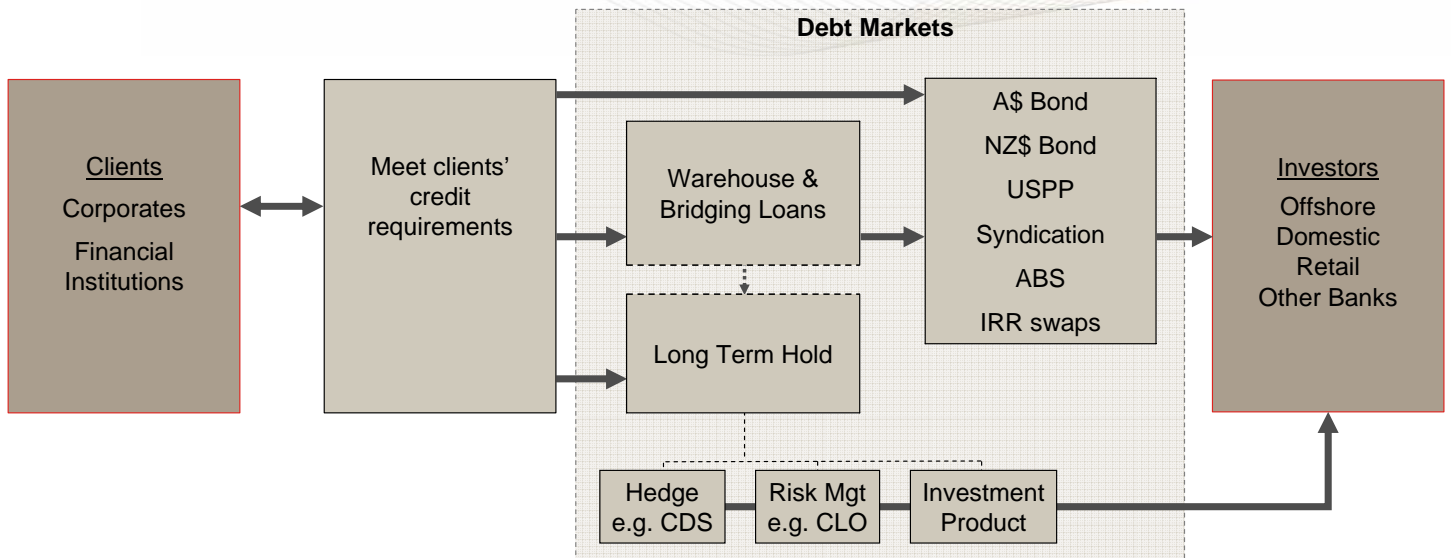 Debt Markets
Clients
Corporates
Financial
Institutions
Meet clients’
credit
requirements
Warehouse &
Bridging Loans
Long Term Hold
A$ Bond
NZ$ Bond
USPP
Syndication
ABS
IRR swaps
Investors
Offshore
Domestic
Retail
Other Banks
Hedge
e.g. CDS
Risk Mgt
e.g. CLO
Investment
Product